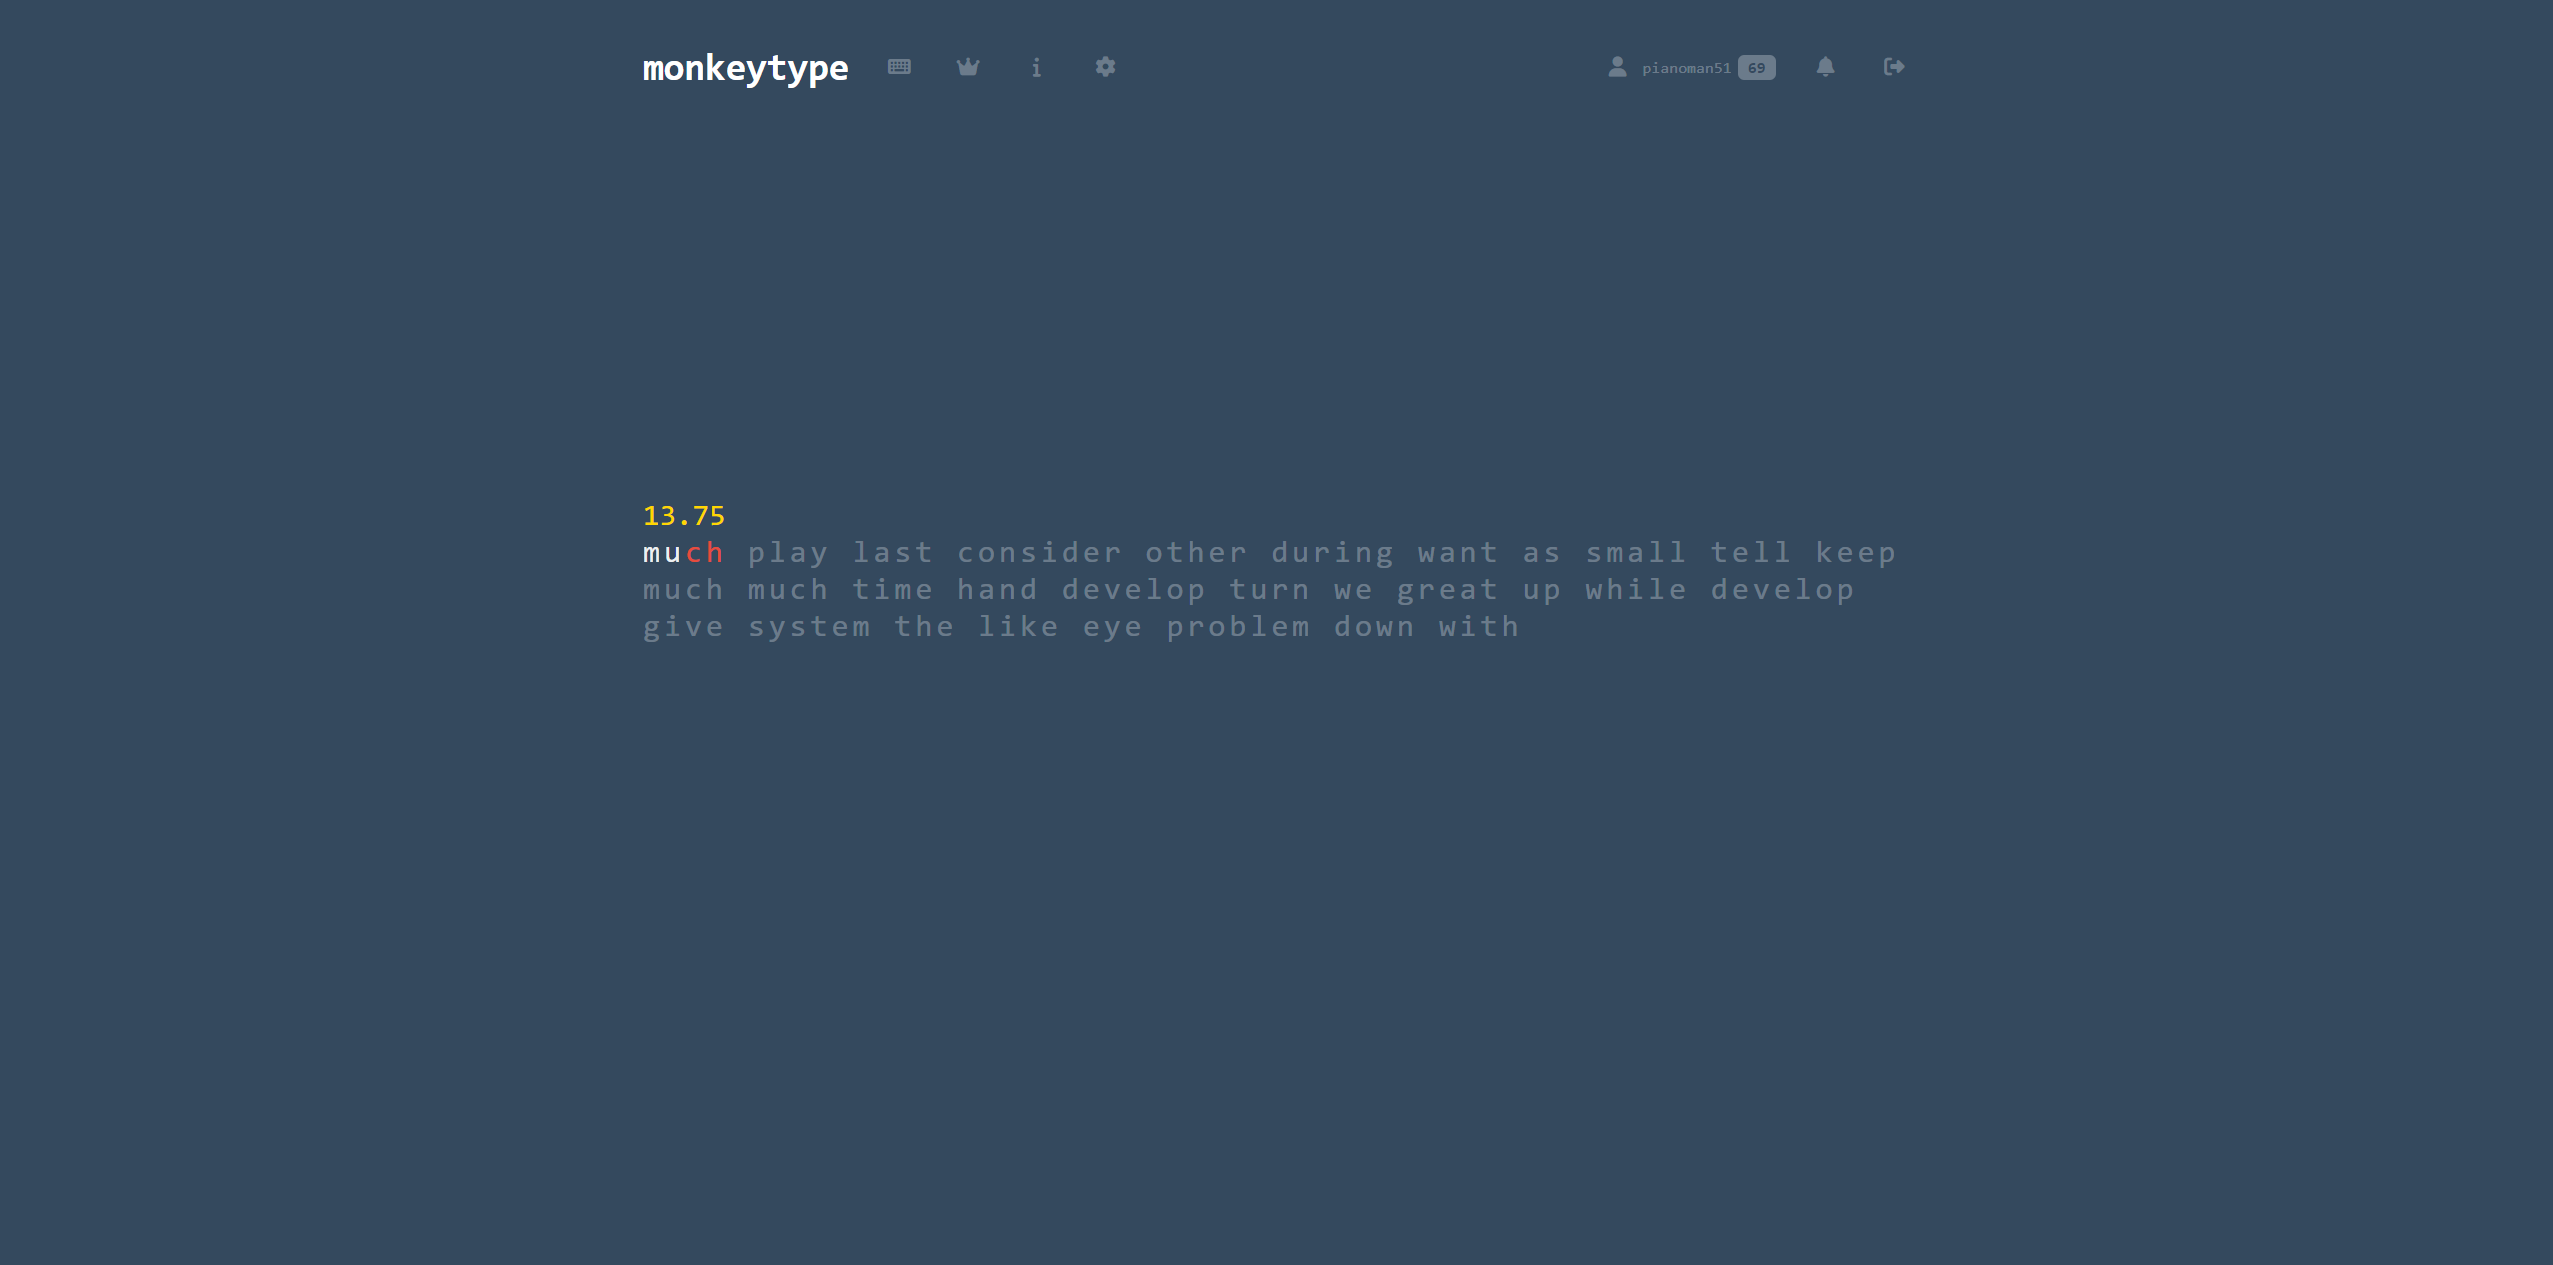 monkeytype
pianoman51 69
13.75
much play last consider other during want as small tell keep
much much time hand develop turn we great up while develop
give system the like eye problem down with